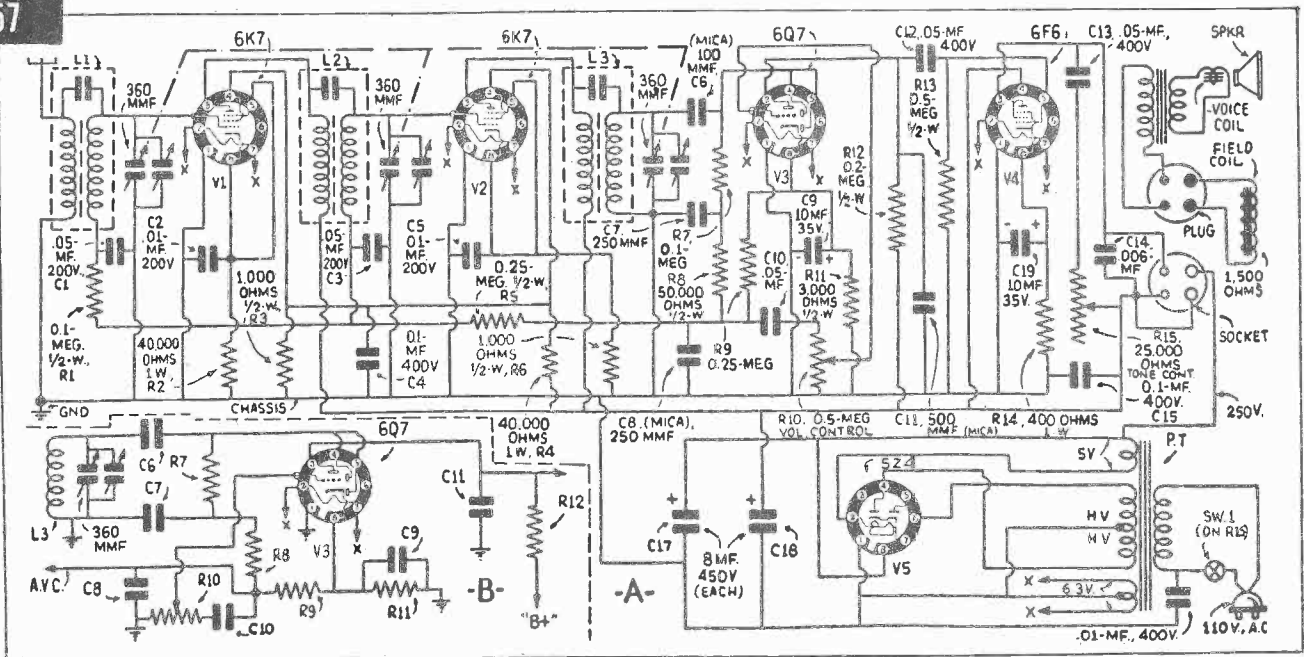 57
L1
360
MMF
6K7
V1
X
X
C2
.01-
MF.
200V
.05-
MF.
200V.
C1
0.1-
MEG.
1/2-W.,
R1
40,000
OHMS
1W
R2
1,000
OHMS
1/2-W.,
R3
GND
CHASSIS
L2
360
MMF
6K7
V2
X
X
.05-
MF.
200V
C3
C5
.01-
MF.
200V
0.25-
MEG. 1/2-W.,
R5
1,000
OHMS
1/2-W., R6
0.1-
MF
400V
C4
40,000
OHMS
1W, R4
L3
360
MMF
(MICA)
100
MMF.
C6
C7
250 MMF
6Q7
V3
X
X
R7
0.1-
MEG
R8
50,000
OHMS
1/2-W
R9
0.25-MEG
C9
10 MF.
35V.
C10
.05-
MF
R11
3,000
OHMS
1/2-W
R12
0.2-
MEG
1/2-W
C12,.05-MF
400V
R13
0.5-
MEG
1/2-W
C8,(MICA),
250 MMF
R10, 0.5-MEG
VOL. CONTROL
C11, 500
MMF (MICA)
6F6
V4
X
X
C13,.05-MF.,
400V.
- +
C19
10 MF
35V.
R14, 400 OHMS
1-W
SPKR
VOICE
COIL
FIELD
COIL
PLUG
1,500
OHMS
C14
.006-
MF
SOCKET
R15,
25,000
OHMS
TONE CONT.
0.1-MF.
400V.
C15
250V.
C6
R7
6Q7
V3
X
X
C7
L3
360
MMF
C11
R12
A.V.C.
C8
R10
C10
R8
R9
C9
R11
-B-
"B+"
-A-
+
C17
+
C18
8 MF.
450V
(EACH)
5Z4
V5
5V
HV
HV
6.3V.
X
X
P.T
SW.1
(ON R15)
.01-MF., 400V.
110V., A.C